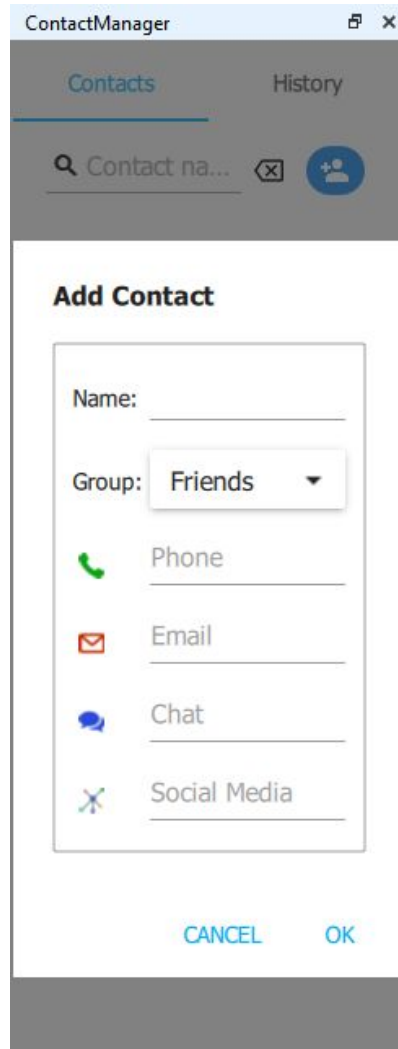 ContactManager
Contacts History
Contact na...
Add Contact
Name:
Group: Friends
Phone
Email
Chat
Social Media
CANCEL OK